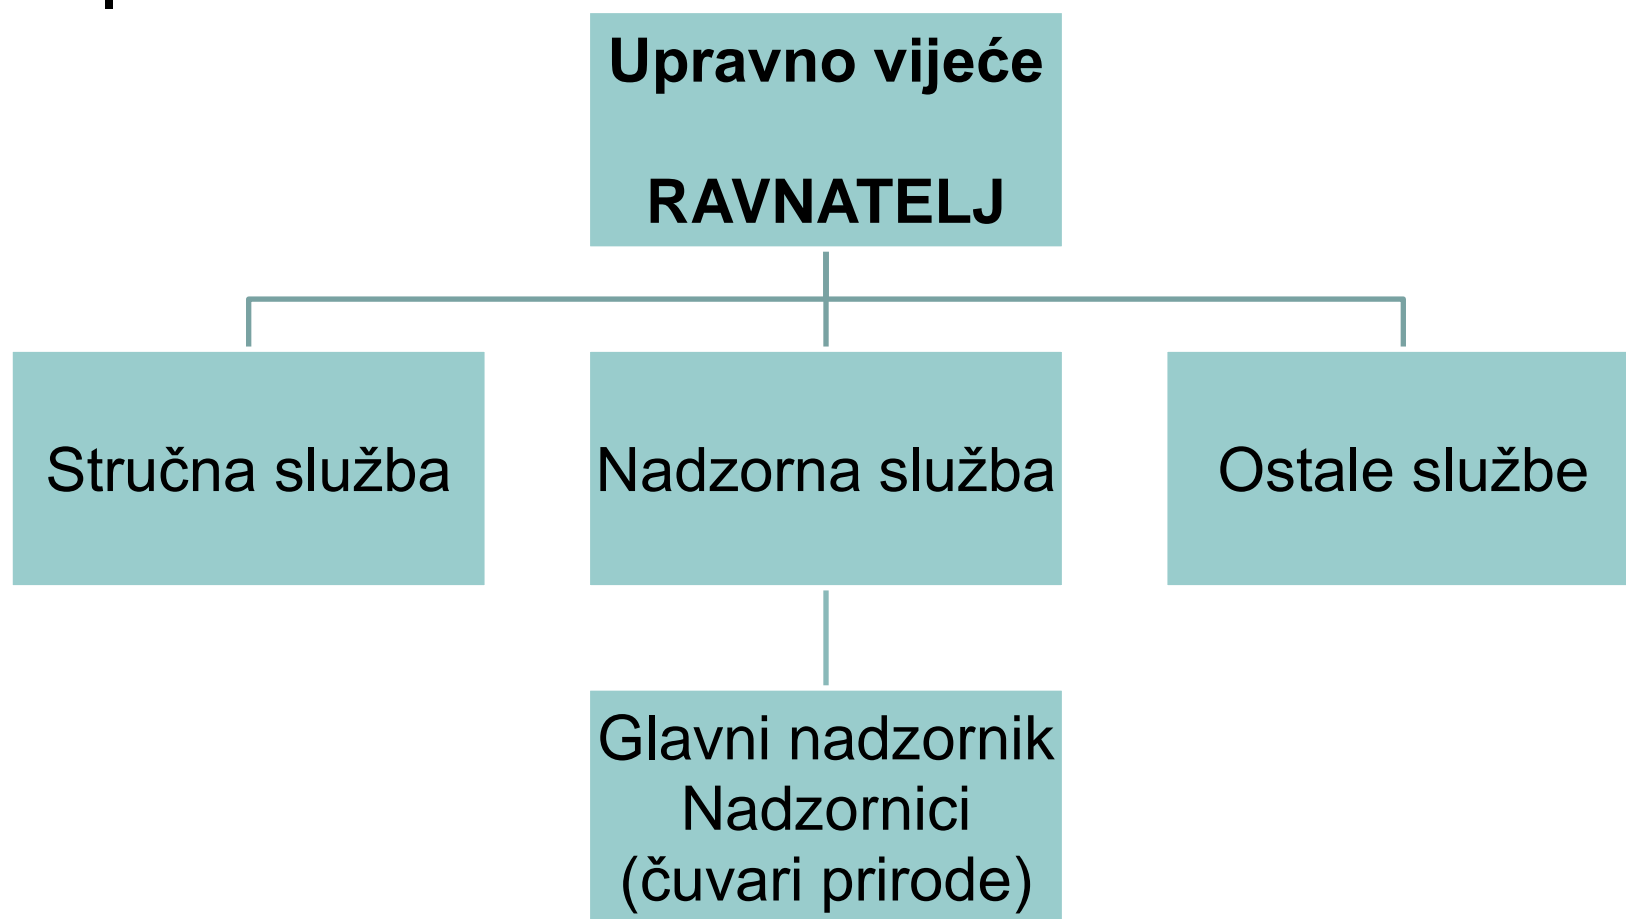 Upravno vijeće
RAVNATELJ
Stručna služba
Nadzorna služba
Ostale službe
Glavni nadzornik
Nadzornici
(čuvari prirode)